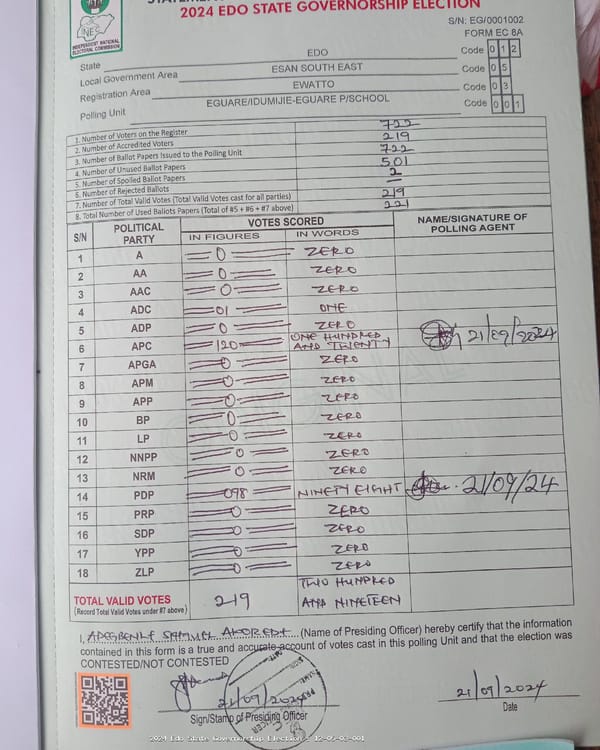 2024 EDO STATE GOVERNORSHIP ELECTION
S/N: EG/0001002
FORM EC 8A
INEC
INDEPENDENT NATIONAL ELECTORAL COMMISSION
State EDO Code 0 1 2
Local Government Area ESAN SOUTH EAST Code 0 5
Registration Area EWATTO Code 0 3
Polling Unit EGUARE/IDUMIJIE-EGUARE P/SCHOOL Code 0 0 1
1. Number of Voters on the Register 722
2. Number of Accredited Voters 219
3. Number of Ballot Papers Issued to the Polling Unit 722
4. Number of Unused Ballot Papers 501
5. Number of Spoiled Ballot Papers 2
6. Number of Rejected Ballots —
7. Number of Total Valid Votes (Total Valid Votes cast for all parties) 219
8. Total Number of Used Ballots Papers (Total of #5 + #6 + #7 above) 221
S/N POLITICAL PARTY VOTES SCORED NAME/SIGNATURE OF POLLING AGENT
IN FIGURES IN WORDS
1 A 0 ZERO
2 AA 0 ZERO
3 AAC 0 ZERO
4 ADC 01 ONE
5 ADP 0 ZERO
6 APC 120 ONE HUNDRED AND TWENTY 21/09/2024
7 APGA 0 ZERO
8 APM 0 ZERO
9 APP 0 ZERO
10 BP 0 ZERO
11 LP 0 ZERO
12 NNPP 0 ZERO
13 NRM 0 ZERO
14 PDP 098 NINETY EIGHT 21/09/24
15 PRP 0 ZERO
16 SDP 0 ZERO
17 YPP 0 ZERO
18 ZLP 0 ZERO
TOTAL VALID VOTES 219 TWO HUNDRED AND NINETEEN
(Record Total Valid Votes under #7 above)
I, (Name of Presiding Officer) hereby certify that the information
contained in this form is a true and accurate account of votes cast in this polling Unit and that the election was
CONTESTED/NOT CONTESTED
21/09/2024 21/09/2024
Sign/Stamp of Presiding Officer Date
2024 Edo State Governorship Election - 12-05-03-001